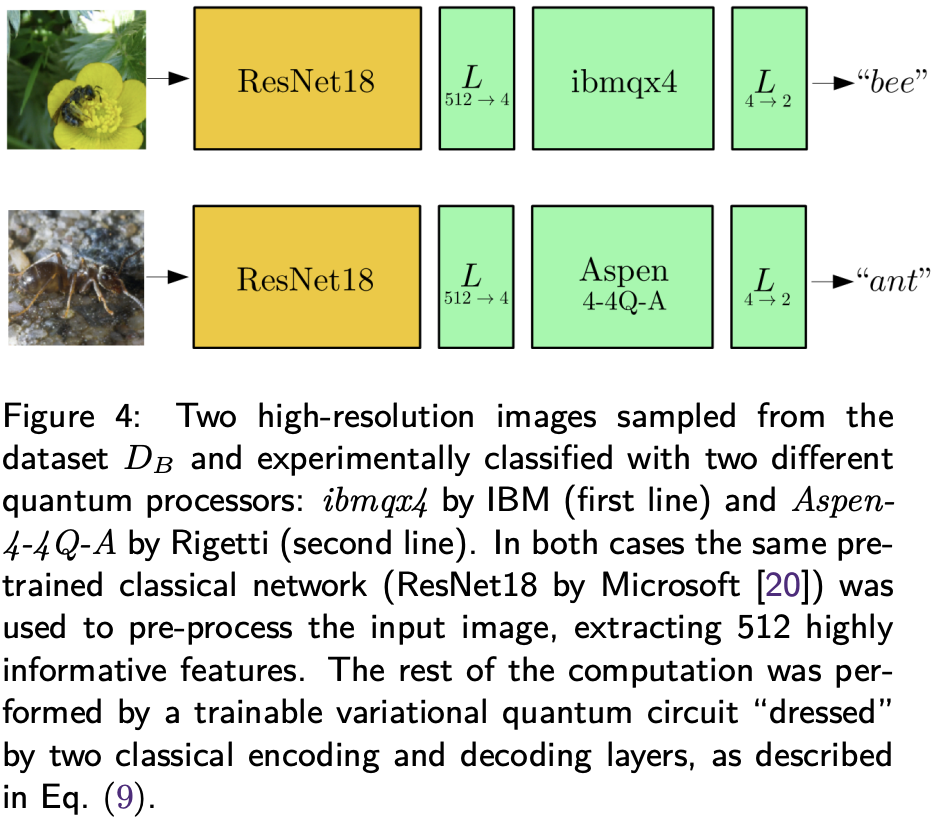 ResNet18 L 512 → 4 ibmqx4 L 4 → 2 “bee”
ResNet18 L 512 → 4 Aspen 4-4Q-A L 4 → 2 “ant”
Figure 4: Two high-resolution images sampled from the
dataset D_B and experimentally classified with two different
quantum processors: ibmqx4 by IBM (first line) and Aspen-
4-4Q-A by Rigetti (second line). In both cases the same pre-
trained classical network (ResNet18 by Microsoft [20]) was
used to pre-process the input image, extracting 512 highly
informative features. The rest of the computation was per-
formed by a trainable variational quantum circuit “dressed”
by two classical encoding and decoding layers, as described
in Eq. (9).